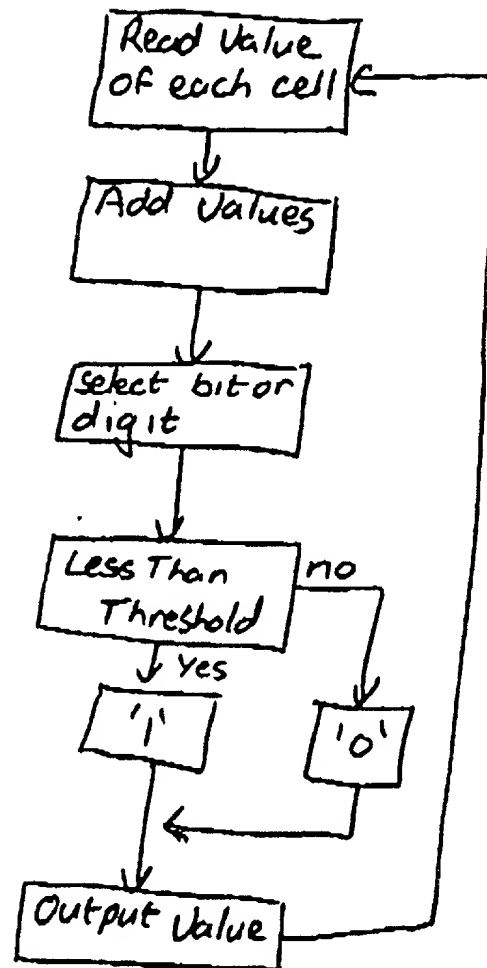 Read Value
of each cell
Add Values
select bit or
digit
Less Than
Threshold
no
Yes
'1'
'0'
Output Value